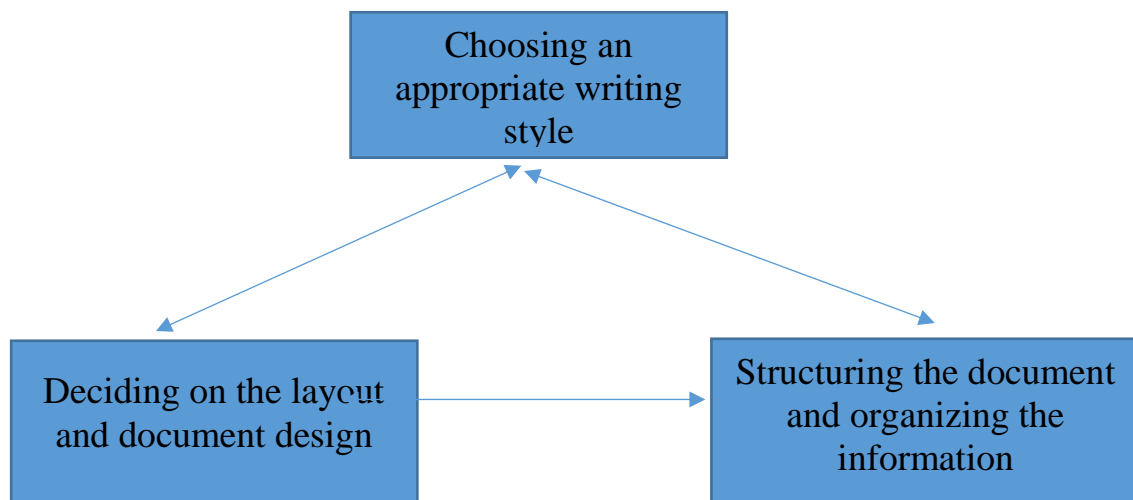 Choosing an
appropriate writing
style
Deciding on the layout
and document design
Structuring the document
and organizing the
information